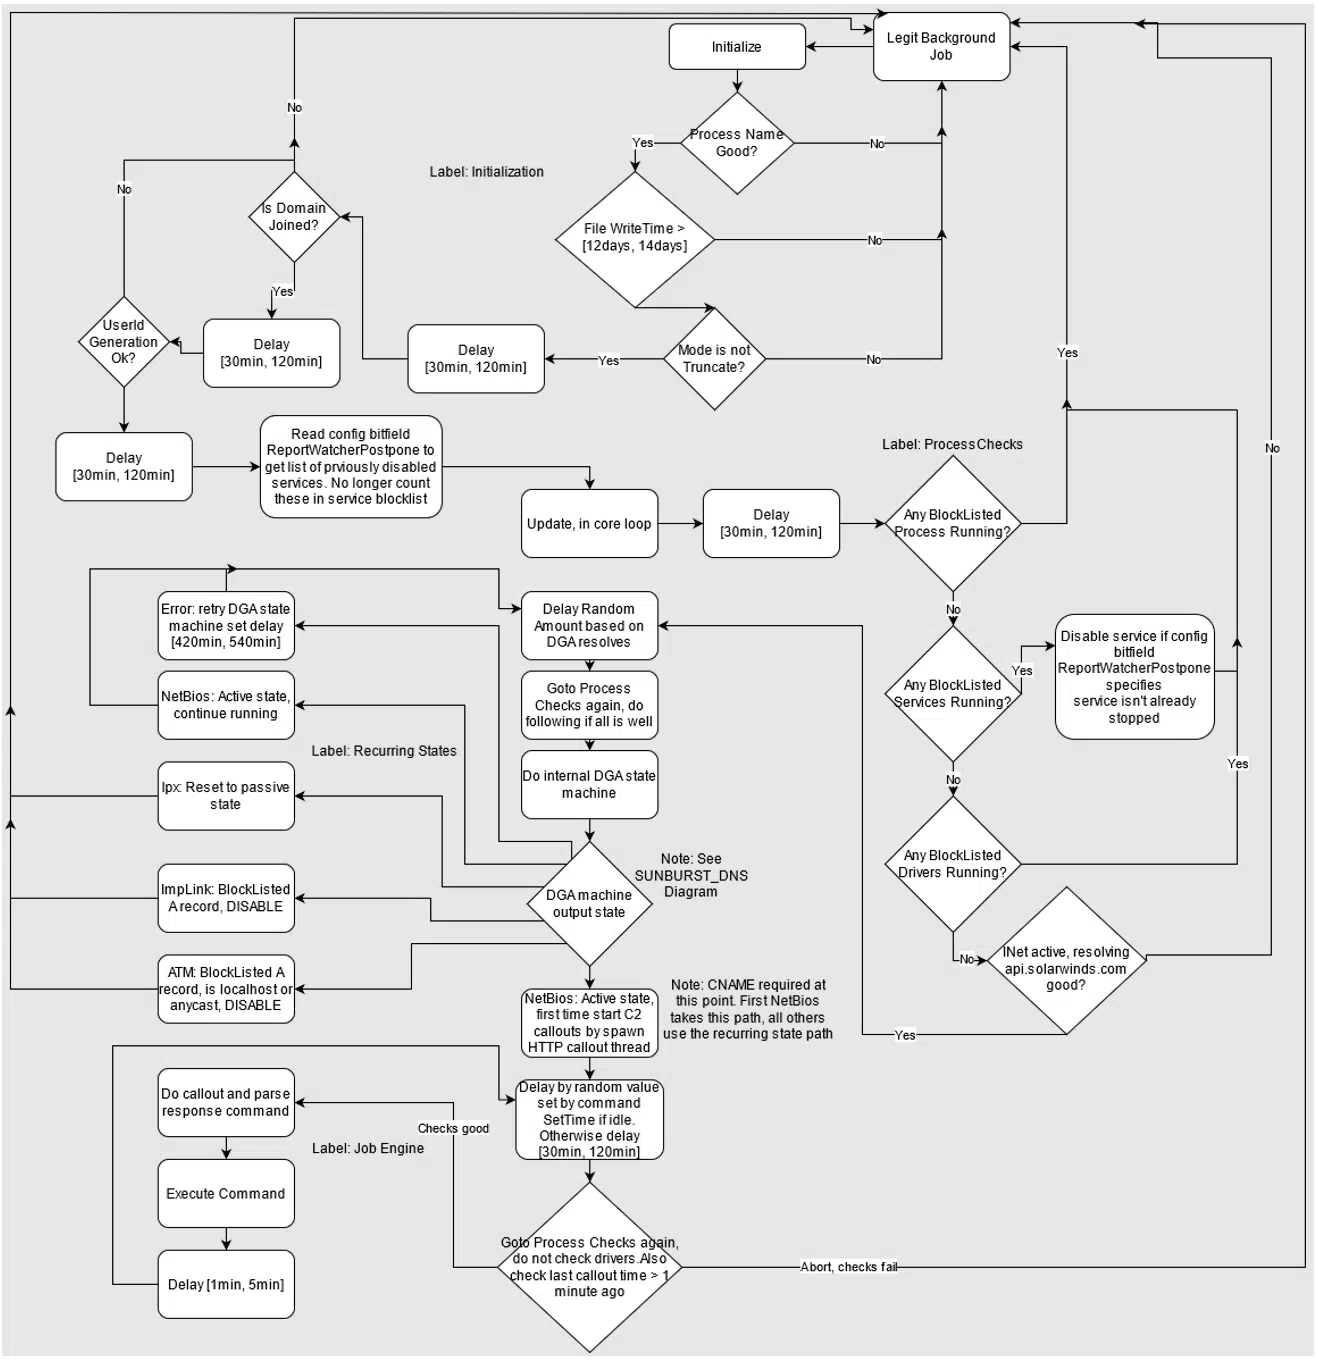 Legit Background
Job
Initialize
No
Process Name
Good?
Yes
No
Label: Initialization
No
Is Domain
Joined?
File WriteTime >
[12days, 14days]
No
Yes
UserId
Generation
Ok?
Delay
[30min, 120min]
Delay
[30min, 120min]
Yes
Mode is not
Truncate?
No
Yes
Delay
[30min, 120min]
Read config bitfield
ReportWatcherPostpone to
get list of prviously disabled
services. No longer count
these in service blocklist
Label: ProcessChecks
No
Update, in core loop
Delay
[30min, 120min]
Any BlockListed
Process Running?
No
Error: retry DGA state
machine set delay
[420min, 540min]
Delay Random
Amount based on
DGA resolves
Disable service if config
bitfield
ReportWatcherPostpone
specifies
service isn't already
stopped
Yes
Any BlockListed
Services Running?
NetBios: Active state,
continue running
Goto Process
Checks again, do
following if all is well
Label: Recurring States
Do internal DGA state
machine
No
Yes
Ipx: Reset to passive
state
Note: See
SUNBURST_DNS
Diagram
Any BlockListed
Drivers Running?
ImpLink: BlockListed
A record, DISABLE
DGA machine
output state
No
INet active, resolving
api.solarwinds.com
good?
ATM: BlockListed A
record, is localhost or
anycast, DISABLE
NetBios: Active state,
first time start C2
callouts by spawn
HTTP callout thread
Note: CNAME required at
this point. First NetBios
takes this path, all others
use the recurring state path
Yes
Do callout and parse
response command
Delay by random value
set by command
SetTime if idle.
Otherwise delay
[30min, 120min]
Checks good
Label: Job Engine
Execute Command
Goto Process Checks again,
do not check drivers.Also
check last callout time > 1
minute ago
Abort, checks fail
Delay [1min, 5min]